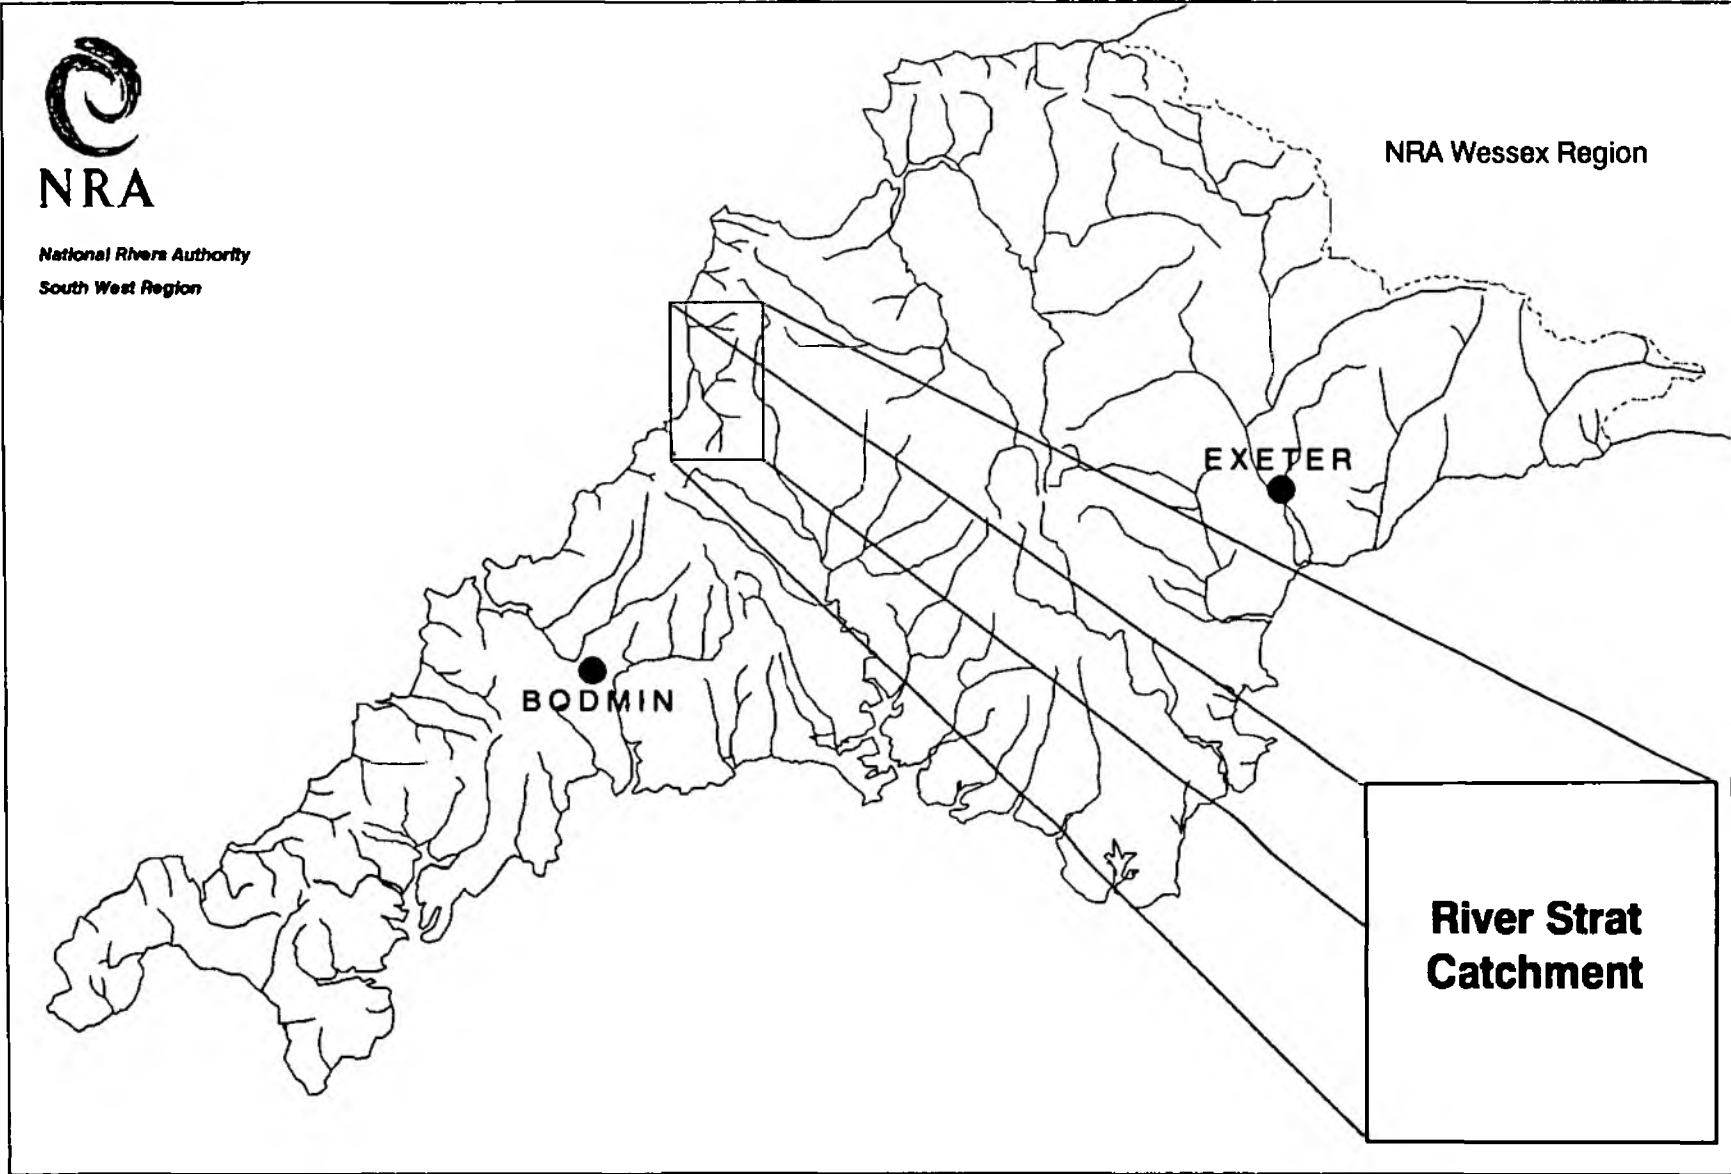 NRA
National Rivers Authority
South West Region
NRA Wessex Region
EXETER
BODMIN
River Strat
Catchment